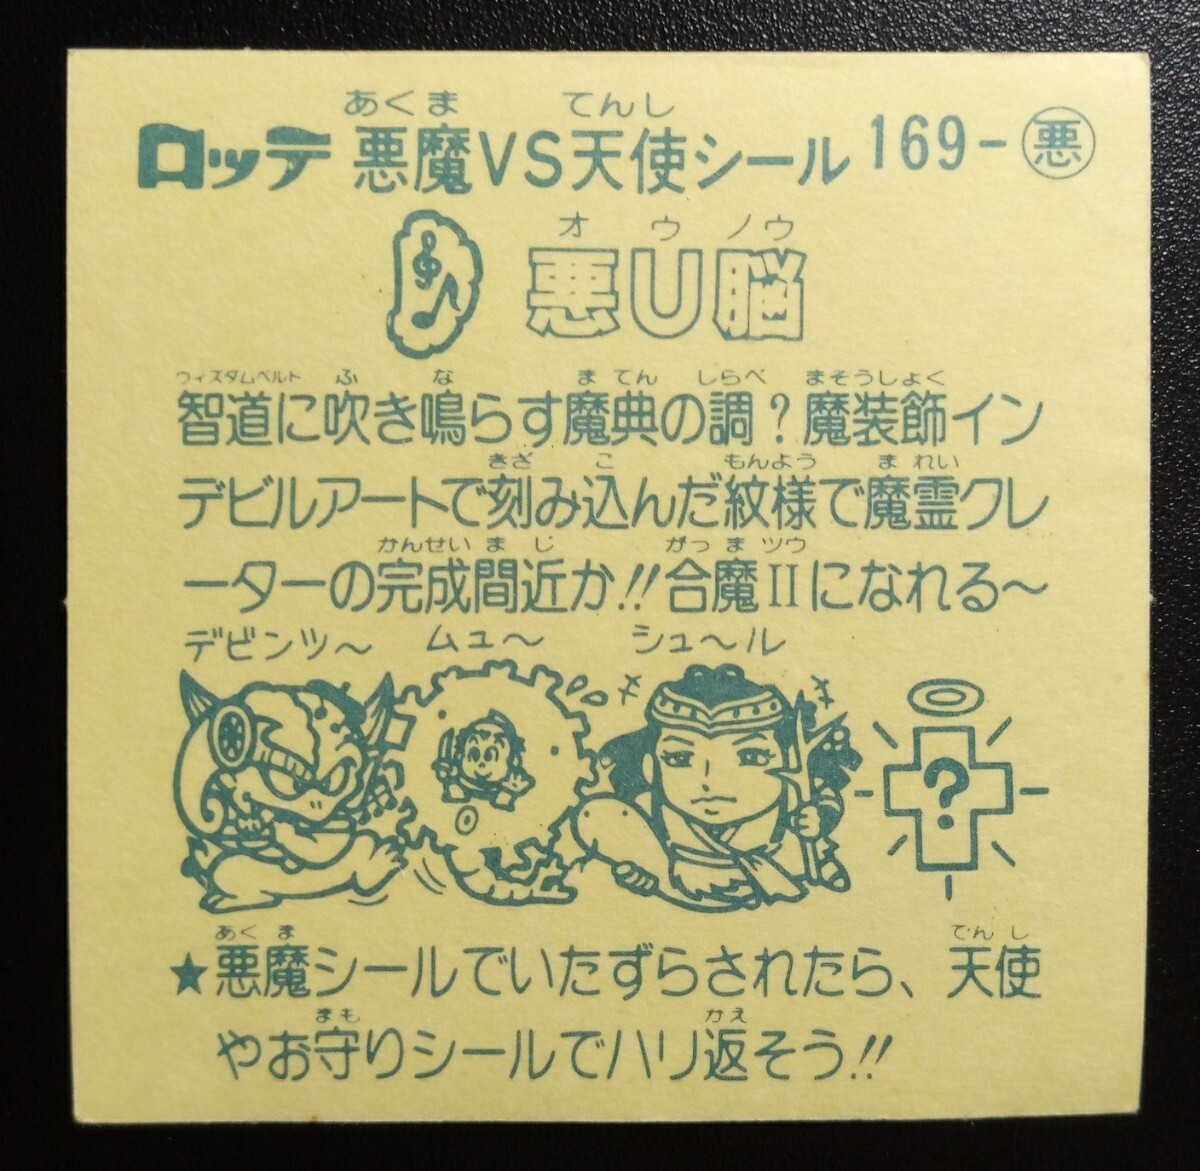 あくま てんし
ロッテ 悪魔VS天使シール 169-悪
オウノウ
悪U脳
ウィズダムベルト ふ な まてん しらべ まそうしょく
智道に吹き鳴らす魔典の調?魔装飾イン
きざ こ もんよう まれい
デビルアートで刻み込んだ紋様で魔霊クレ
かんせい まじ がっまツウ
ーターの完成間近か!!合魔IIになれる〜
デビンツ〜 ムュ〜 シュ〜ル
?
あくま てんし
★悪魔シールでいたずらされたら、天使
まも かえ
やお守りシールでハリ返そう!!